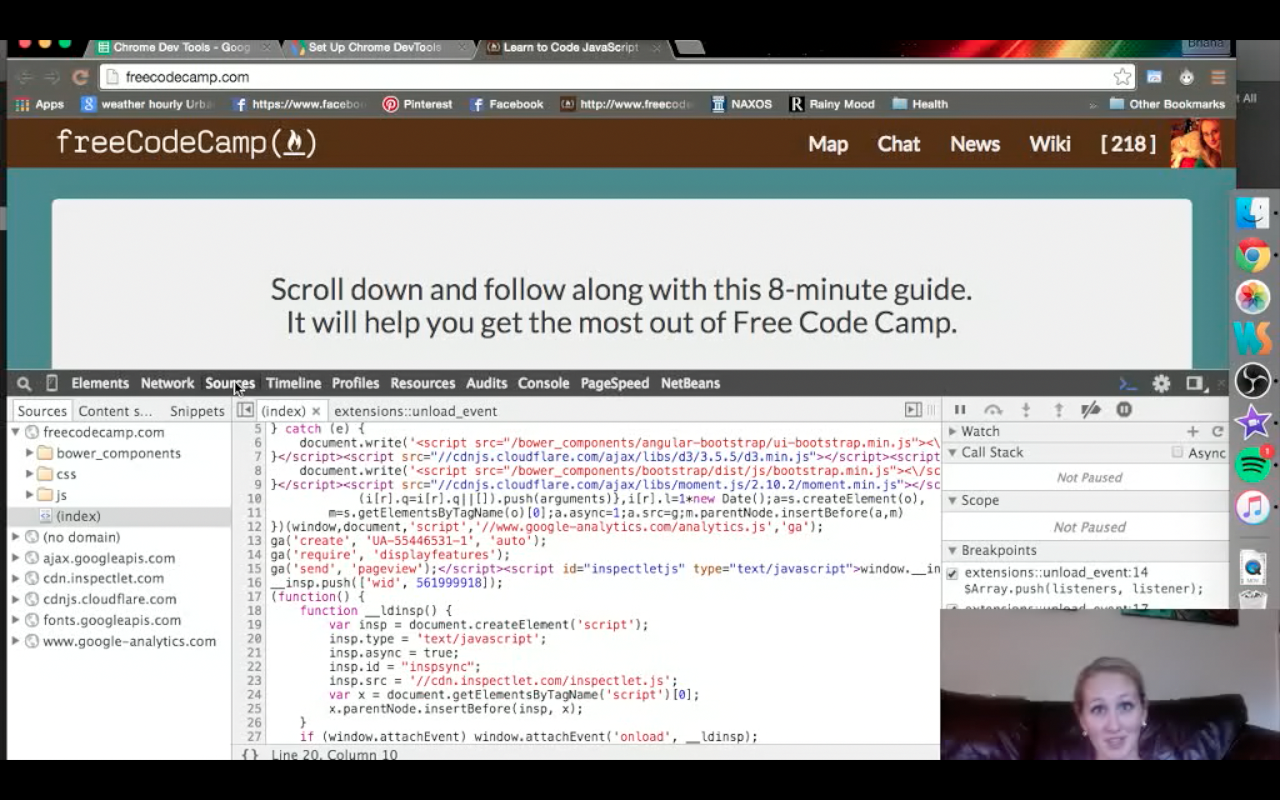 Chrome Dev Tools - Goog
Set Up Chrome DevTools
Learn to Code JavaScript
Briana
freecodecamp.com
Apps
weather hourly Urba
https://www.facebo
Pinterest
Facebook
http://www.freecod
NAXOS
Rainy Mood
Health
»
Other Bookmarks
t All
freeCodeCamp(
)
Map Chat News Wiki [ 218 ]
Scroll down and follow along with this 8-minute guide.
It will help you get the most out of Free Code Camp.
Elements Network Sources Timeline Profiles Resources Audits Console PageSpeed NetBeans
Sources Content s... Snippets
freecodecamp.com
bower_components
css
js
(index)
(no domain)
ajax.googleapis.com
cdn.inspectlet.com
cdnjs.cloudflare.com
fonts.googleapis.com
www.google-analytics.com
(index) × extensions::unload_event
5 } catch (e) {
6 document.write('<script src="/bower_components/angular-bootstrap/ui-bootstrap.min.js"><\
7 }</script><script src="//cdnjs.cloudflare.com/ajax/libs/d3/3.5.5/d3.min.js"></script><script
8 document.write('<script src="/bower_components/bootstrap/dist/js/bootstrap.min.js"><\/sc
9 }</script><script src="//cdnjs.cloudflare.com/ajax/libs/moment.js/2.10.2/moment.min.js"></sc
10 (i[r].q=i[r].q||[]).push(arguments)},i[r].l=1*new Date();a=s.createElement(o),
11 m=s.getElementsByTagName(o)[0];a.async=1;a.src=g;m.parentNode.insertBefore(a,m)
12 })(window,document,'script','//www.google-analytics.com/analytics.js','ga');
13 ga('create', 'UA-55446531-1', 'auto');
14 ga('require', 'displayfeatures');
15 ga('send', 'pageview');</script><script id="inspectletjs" type="text/javascript">window.__in
16 __insp.push(['wid', 561999918]);
17 (function() {
18 function __ldinsp() {
19 var insp = document.createElement('script');
20 insp.type = 'text/javascript';
21 insp.async = true;
22 insp.id = "inspsync";
23 insp.src = '//cdn.inspectlet.com/inspectlet.js';
24 var x = document.getElementsByTagName('script')[0];
25 x.parentNode.insertBefore(insp, x);
26 }
27 if (window.attachEvent) window.attachEvent('onload', __ldinsp);
{} Line 20, Column 10
Watch
Call Stack
Async
Not Paused
Scope
Not Paused
Breakpoints
extensions::unload_event:14
$Array.push(listeners, listener);
1